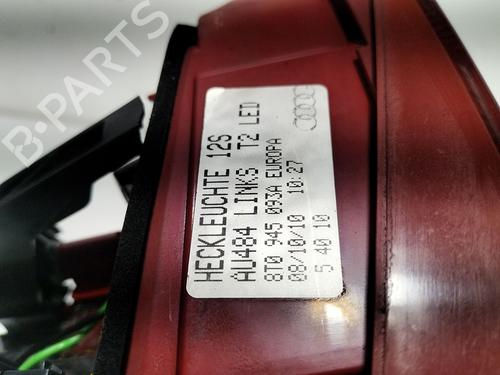 HECKLEUCHTE 12S
AU484 LINKS T2 LED
8T0 945 093A EUROPA
08/10/10 10:27
5 40 10
B-PARTS